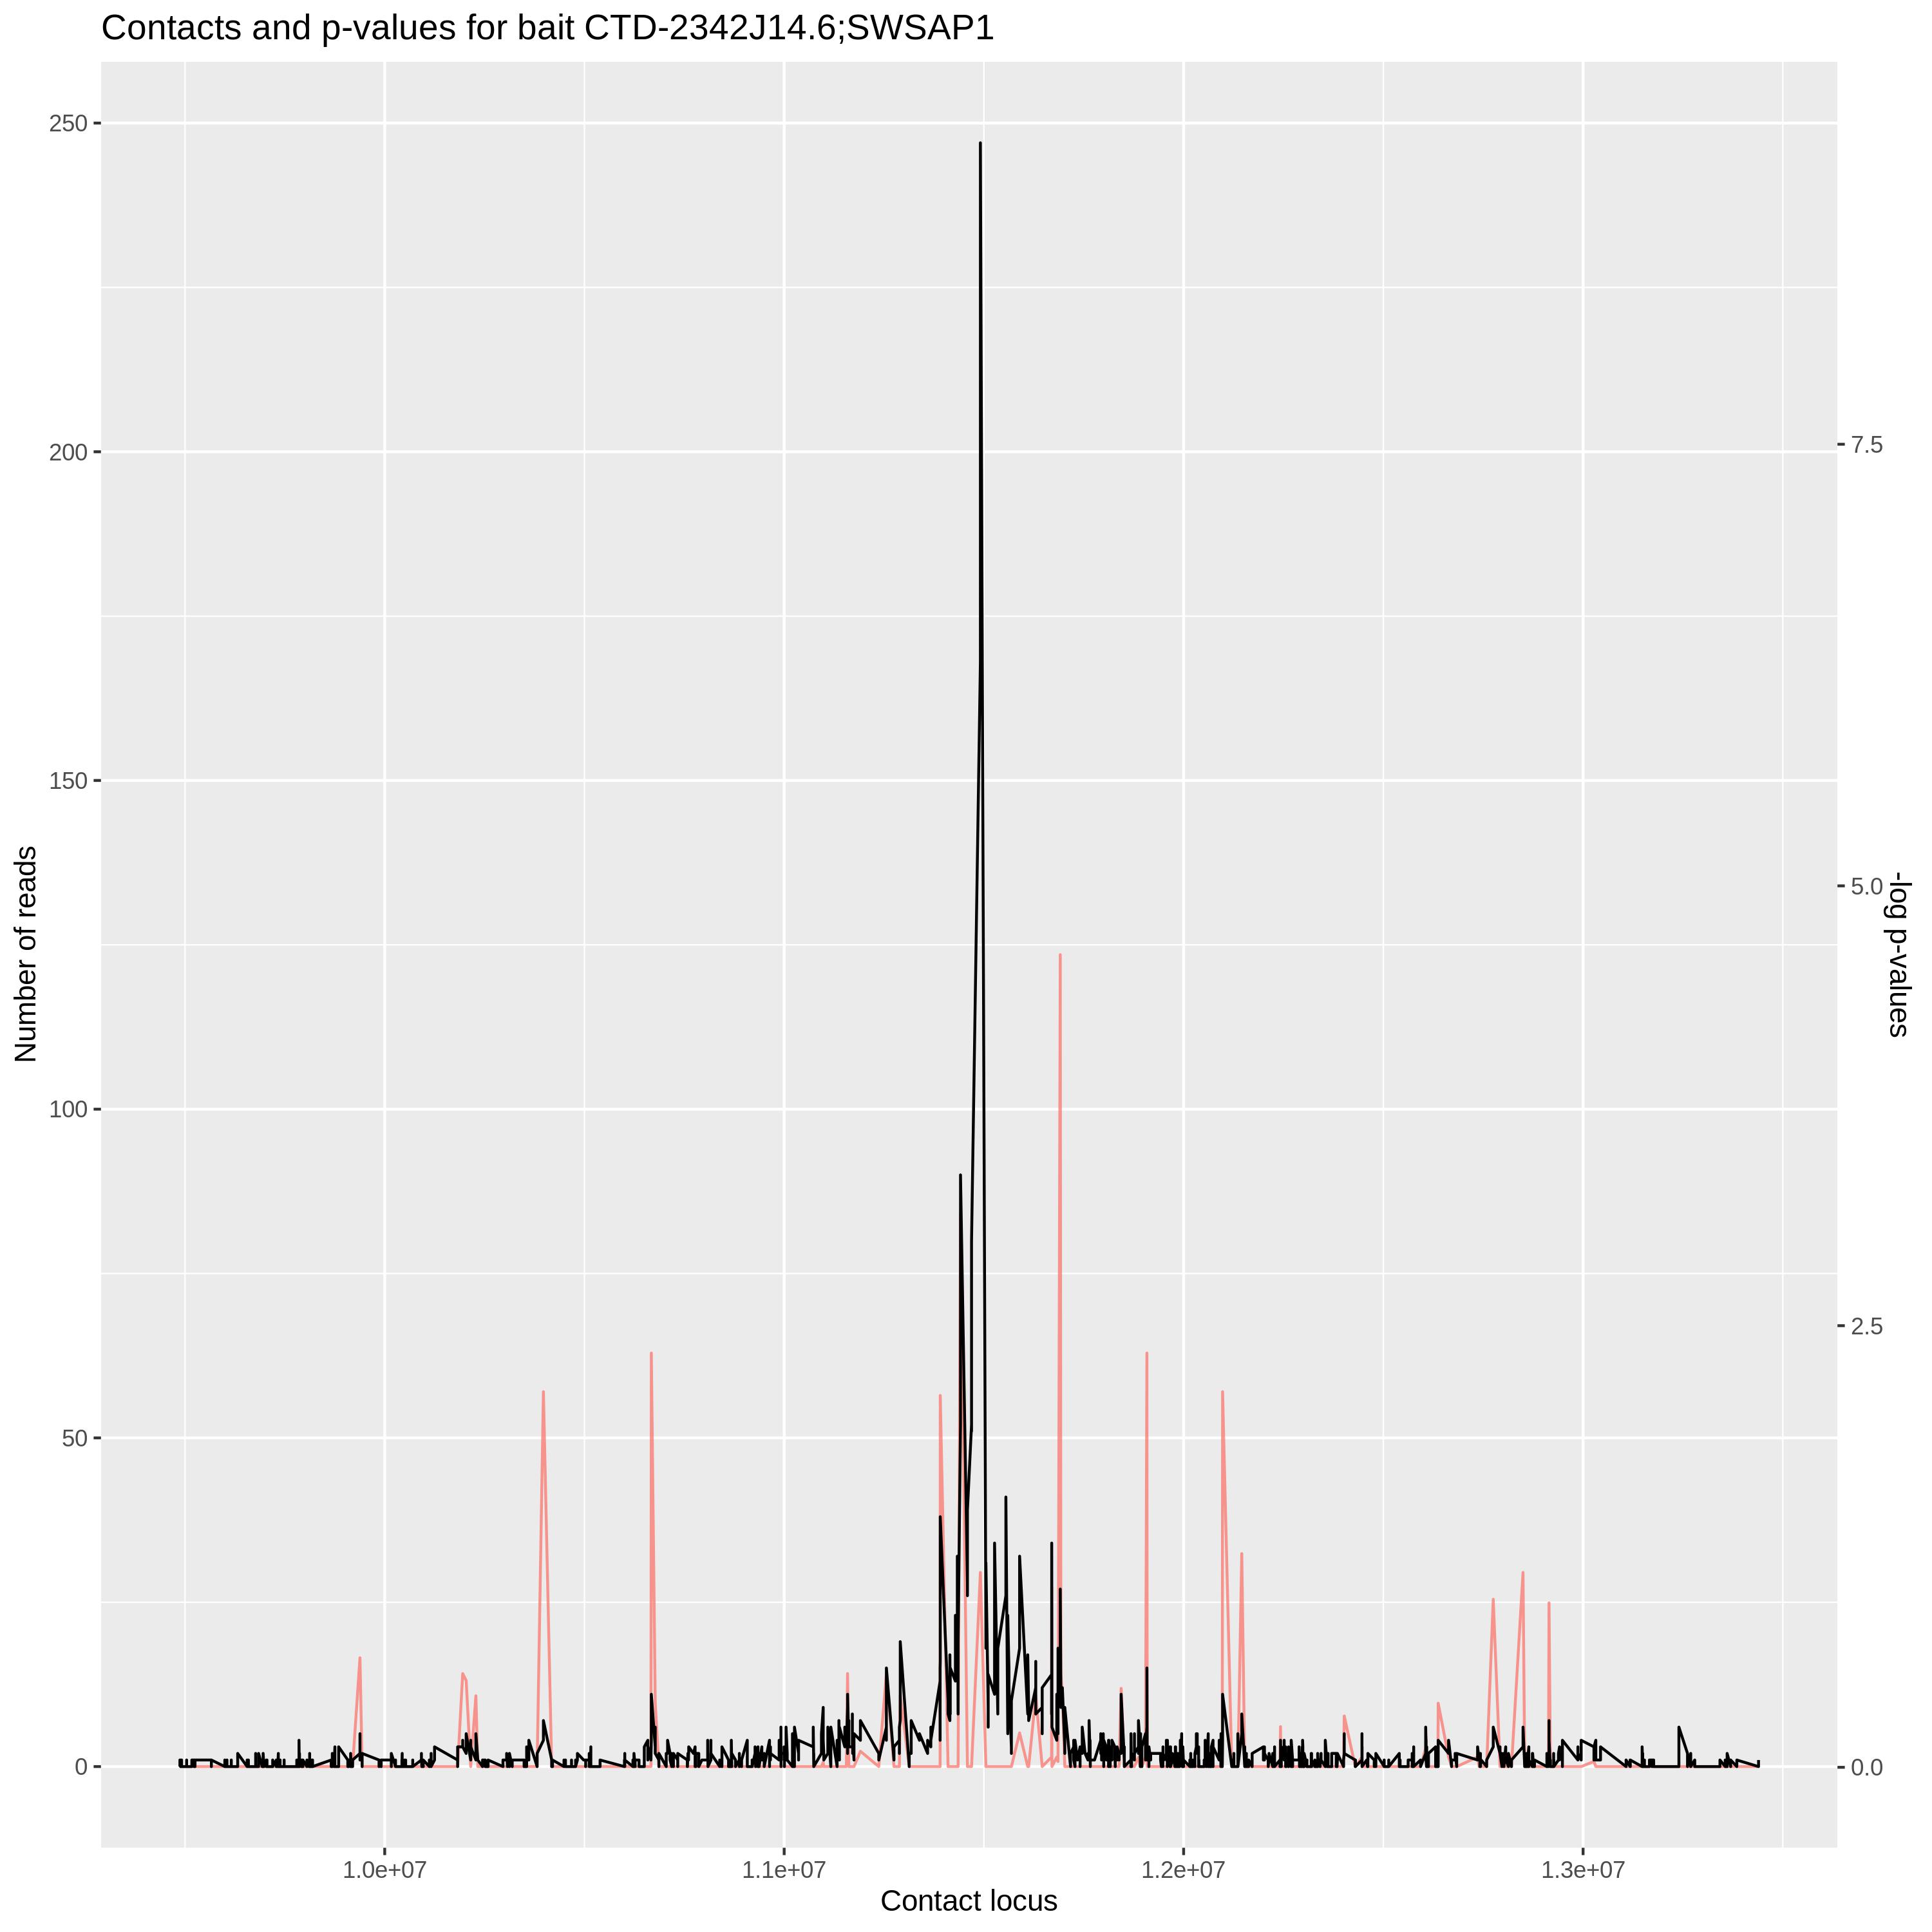 Contacts and p-values for bait CTD-2342J14.6;SWSAP1
250
200
150
100
50
0
Number of reads
7.5
5.0
2.5
0.0
-log p-values
1.0e+07
1.1e+07
1.2e+07
1.3e+07
Contact locus